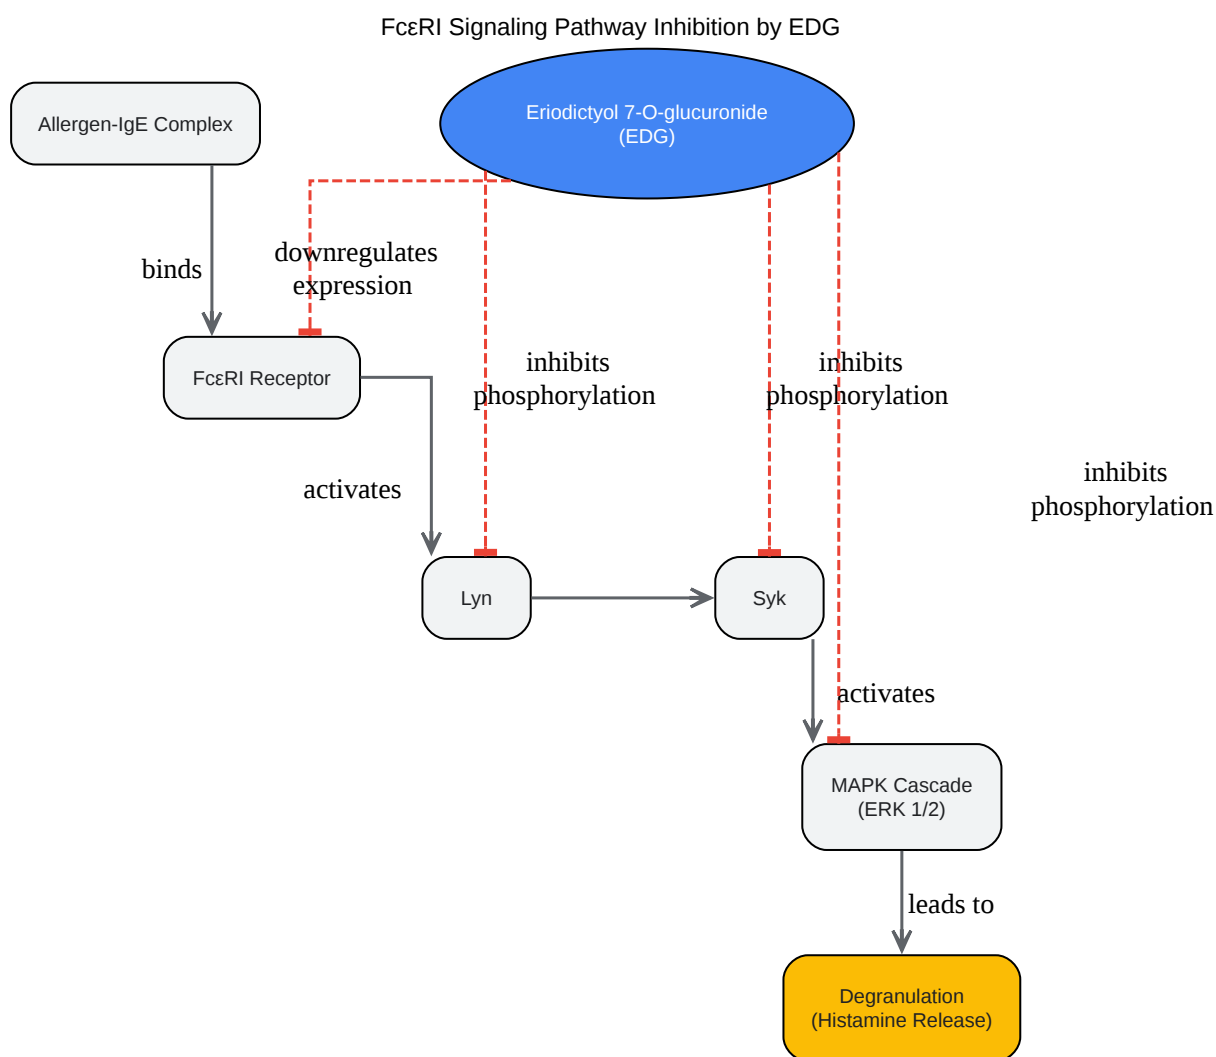 FcεRI Signaling Pathway Inhibition by EDG
Allergen-IgE Complex
Eriodictyol 7-O-glucuronide
(EDG)
binds
downregulates
expression
FcεRI Receptor
inhibits
phosphorylation
inhibits
phosphorylation
inhibits
phosphorylation
activates
Lyn
Syk
activates
MAPK Cascade
(ERK 1/2)
leads to
Degranulation
(Histamine Release)